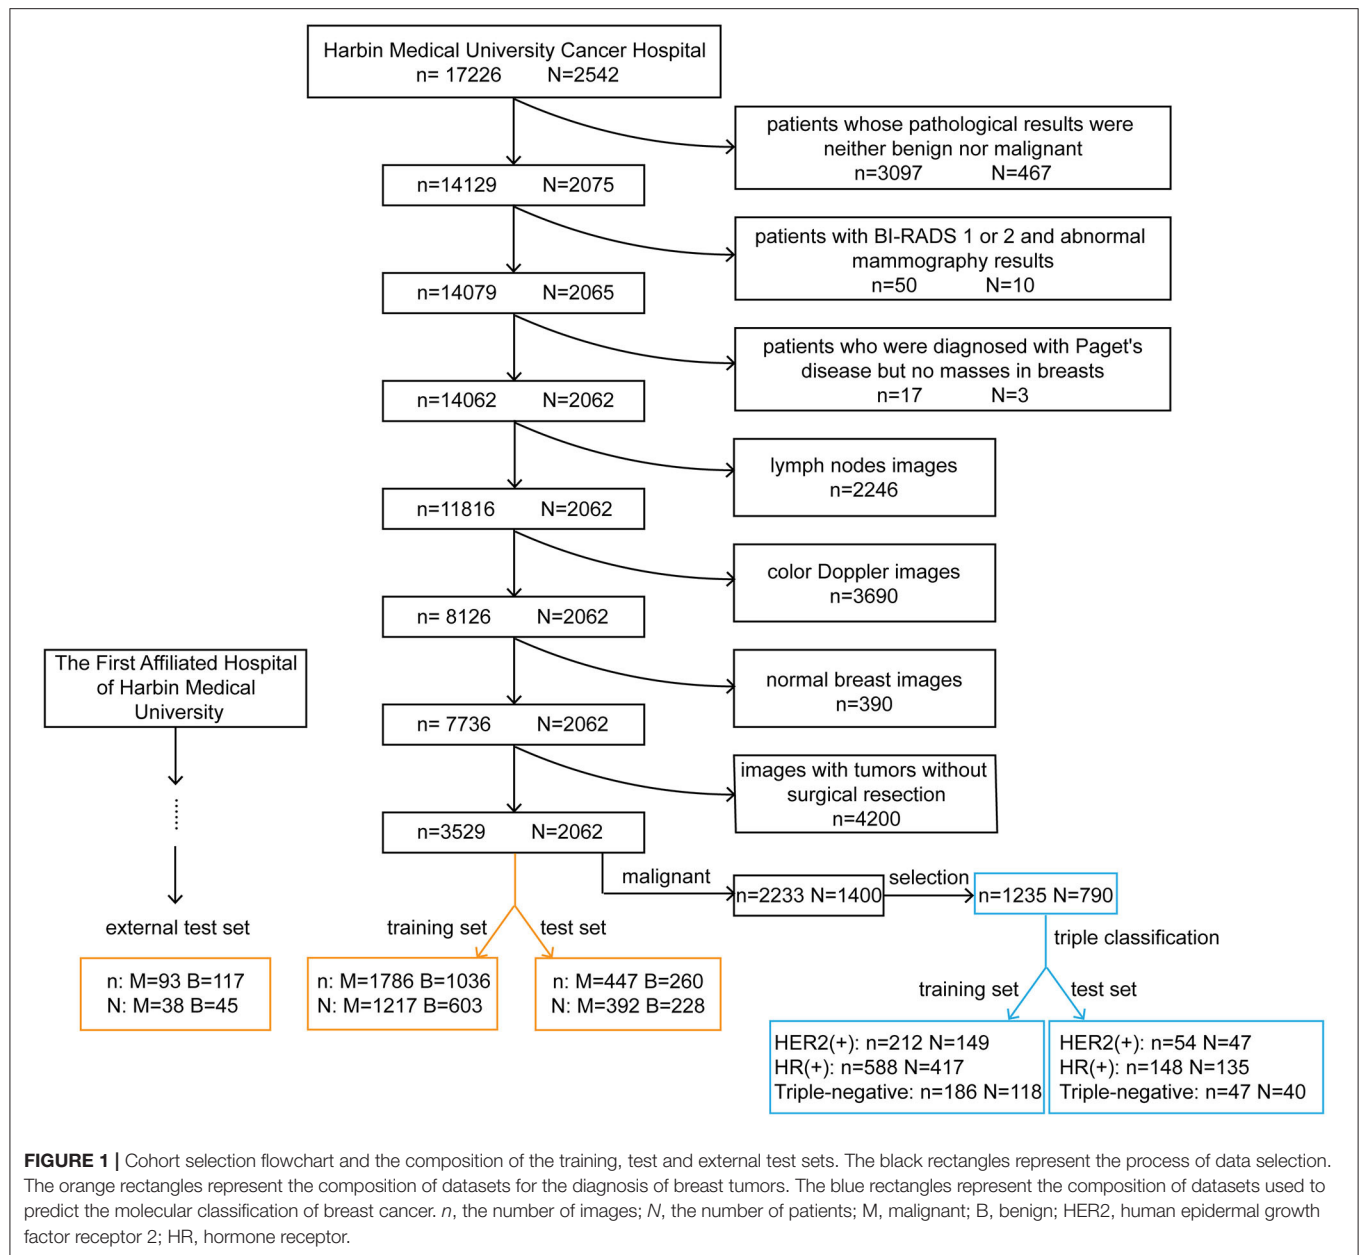 Harbin Medical University Cancer Hospital
n= 17226 N=2542
patients whose pathological results were
neither benign nor malignant
n=3097 N=467
n=14129 N=2075
patients with BI-RADS 1 or 2 and abnormal
mammography results
n=50 N=10
n=14079 N=2065
patients who were diagnosed with Paget's
disease but no masses in breasts
n=17 N=3
n=14062 N=2062
lymph nodes images
n=2246
n=11816 N=2062
color Doppler images
n=3690
n= 8126 N=2062
The First Affiliated Hospital
of Harbin Medical
University
normal breast images
n=390
n= 7736 N=2062
images with tumors without
surgical resection
n=4200
n=3529 N=2062
malignant
n=2233 N=1400
selection
n=1235 N=790
external test set
training set
test set
triple classification
n: M=93 B=117
N: M=38 B=45
n: M=1786 B=1036
N: M=1217 B=603
n: M=447 B=260
N: M=392 B=228
training set
test set
HER2(+): n=212 N=149
HR(+): n=588 N=417
Triple-negative: n=186 N=118
HER2(+): n=54 N=47
HR(+): n=148 N=135
Triple-negative: n=47 N=40
FIGURE 1 | Cohort selection flowchart and the composition of the training, test and external test sets. The black rectangles represent the process of data selection.
The orange rectangles represent the composition of datasets for the diagnosis of breast tumors. The blue rectangles represent the composition of datasets used to
predict the molecular classification of breast cancer. n, the number of images; N, the number of patients; M, malignant; B, benign; HER2, human epidermal growth
factor receptor 2; HR, hormone receptor.